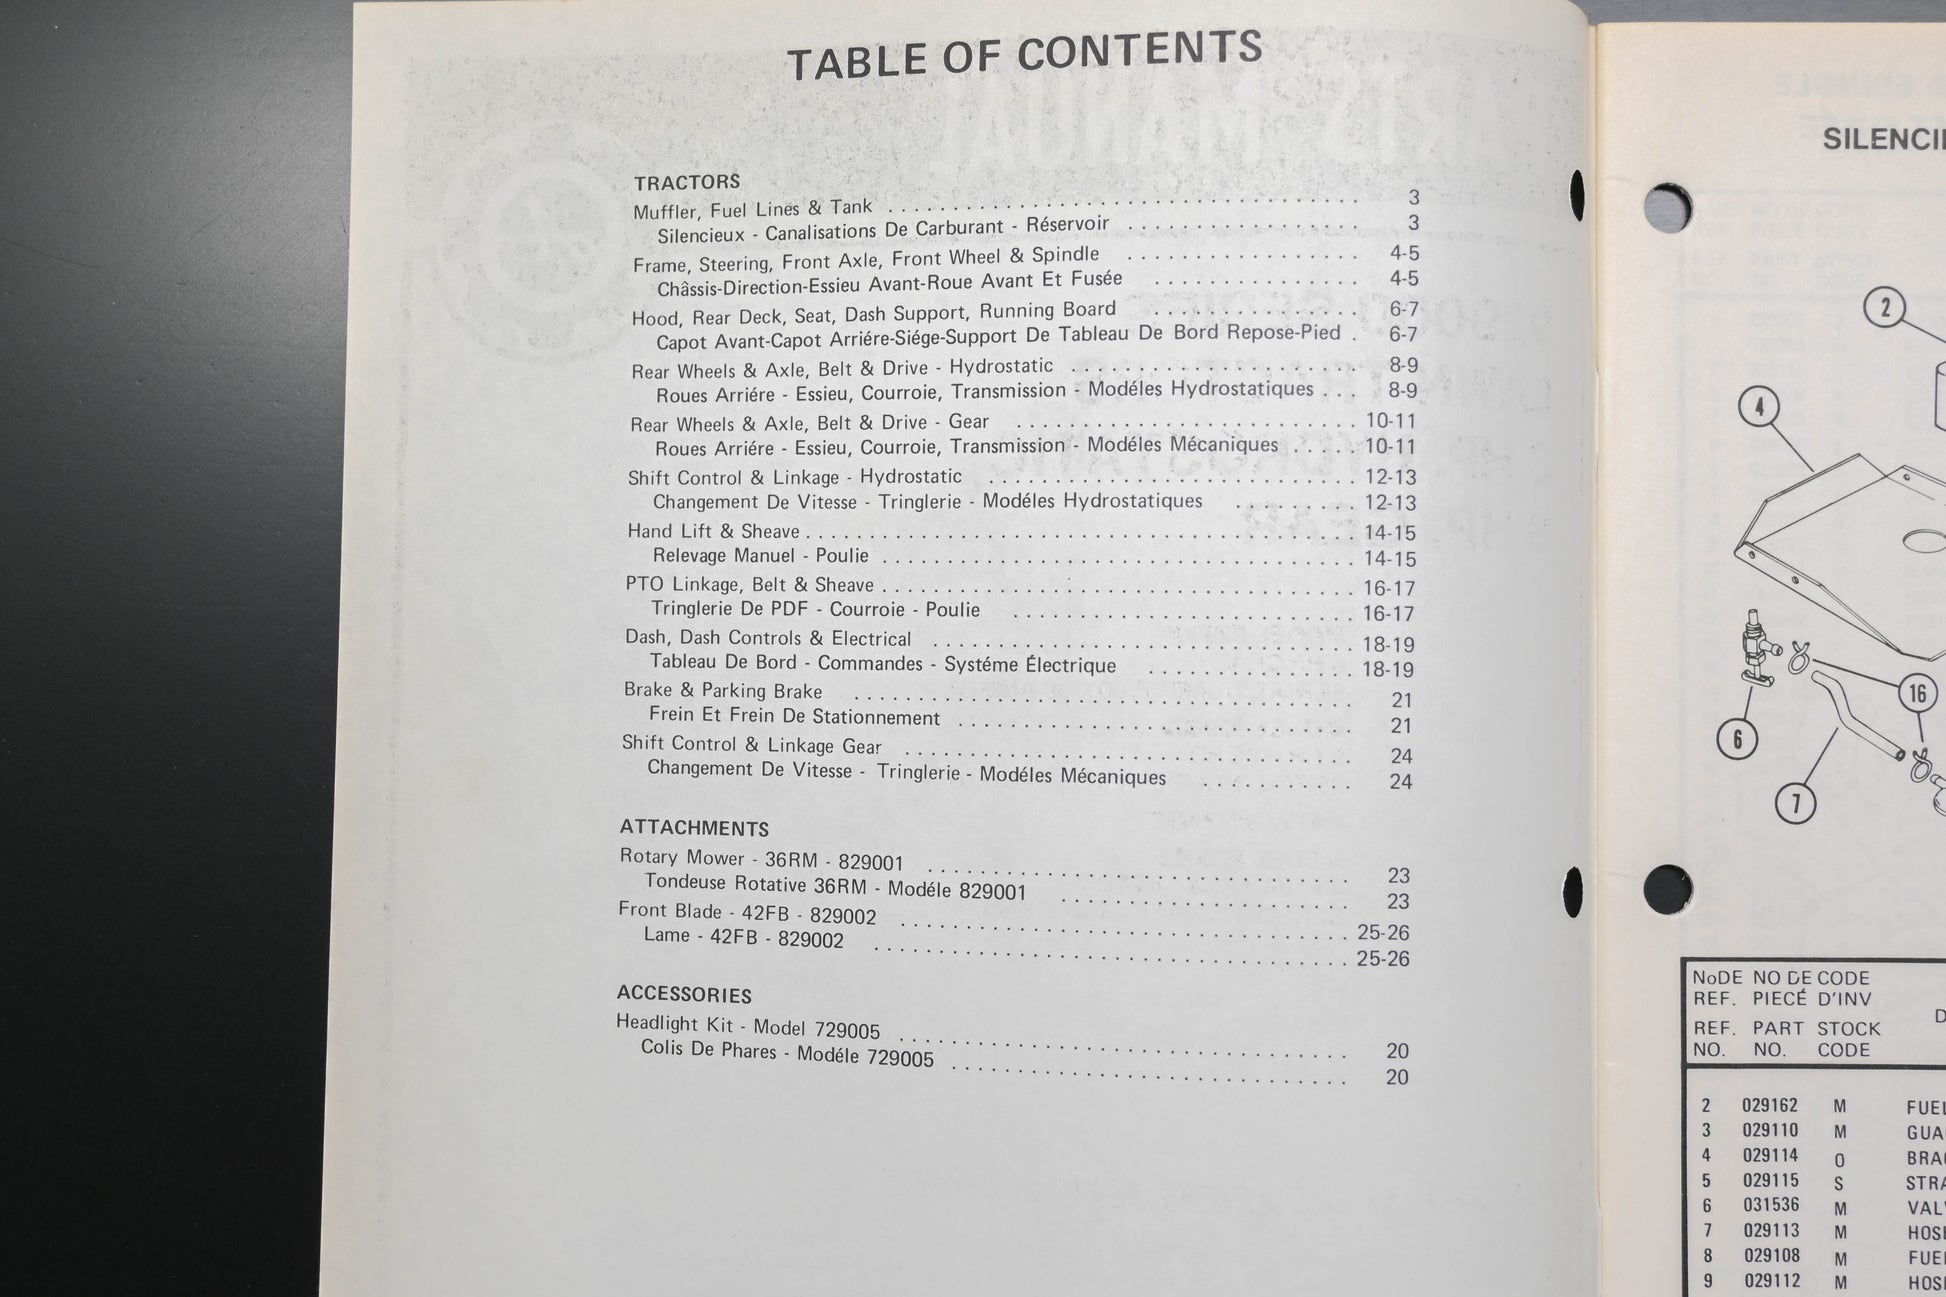 TABLE OF CONTENTS
TRACTORS
Muffler, Fuel Lines & Tank . . . . . . . . . . . . . . . . . . . . . . . . . . . . . . . . . . . . 3
Silencieux - Canalisations De Carburant - Réservoir . . . . . . . . . . . . . . . . . 3
Frame, Steering, Front Axle, Front Wheel & Spindle . . . . . . . . . . . . . . . . . 4-5
Châssis-Direction-Essieu Avant-Roue Avant Et Fusée . . . . . . . . . . . . . . . 4-5
Hood, Rear Deck, Seat, Dash Support, Running Board . . . . . . . . . . . . . . . 6-7
Capot Avant-Capot Arriére-Siége-Support De Tableau De Bord Repose-Pied . 6-7
Rear Wheels & Axle, Belt & Drive - Hydrostatic . . . . . . . . . . . . . . . . . . . . . 8-9
Roues Arriére - Essieu, Courroie, Transmission - Modéles Hydrostatiques . . . 8-9
Rear Wheels & Axle, Belt & Drive - Gear . . . . . . . . . . . . . . . . . . . . . . . . . . 10-11
Roues Arriére - Essieu, Courroie, Transmission - Modéles Mécaniques . . . . . 10-11
Shift Control & Linkage - Hydrostatic . . . . . . . . . . . . . . . . . . . . . . . . . . . . 12-13
Changement De Vitesse - Tringlerie - Modéles Hydrostatiques . . . . . . . . . 12-13
Hand Lift & Sheave . . . . . . . . . . . . . . . . . . . . . . . . . . . . . . . . . . . . . . . . . . 14-15
Relevage Manuel - Poulie . . . . . . . . . . . . . . . . . . . . . . . . . . . . . . . . . . . . 14-15
PTO Linkage, Belt & Sheave . . . . . . . . . . . . . . . . . . . . . . . . . . . . . . . . . . . . 16-17
Tringlerie De PDF - Courroie - Poulie . . . . . . . . . . . . . . . . . . . . . . . . . . 16-17
Dash, Dash Controls & Electrical . . . . . . . . . . . . . . . . . . . . . . . . . . . . . . . . 18-19
Tableau De Bord - Commandes - Systéme Électrique . . . . . . . . . . . . . . . . 18-19
Brake & Parking Brake . . . . . . . . . . . . . . . . . . . . . . . . . . . . . . . . . . . . . . 21
Frein Et Frein De Stationnement . . . . . . . . . . . . . . . . . . . . . . . . . . . . . . 21
Shift Control & Linkage Gear . . . . . . . . . . . . . . . . . . . . . . . . . . . . . . . . . . 24
Changement De Vitesse - Tringlerie - Modéles Mécaniques . . . . . . . . . . . 24
ATTACHMENTS
Rotary Mower - 36RM - 829001 . . . . . . . . . . . . . . . . . . . . . . . . . . . . . . . . 23
Tondeuse Rotative 36RM - Modéle 829001 . . . . . . . . . . . . . . . . . . . . . . 23
Front Blade - 42FB - 829002 . . . . . . . . . . . . . . . . . . . . . . . . . . . . . . . . . . 25-26
Lame - 42FB - 829002 . . . . . . . . . . . . . . . . . . . . . . . . . . . . . . . . . . . . 25-26
ACCESSORIES
Headlight Kit - Model 729005 . . . . . . . . . . . . . . . . . . . . . . . . . . . . . . . . . . 20
Colis De Phares - Modéle 729005 . . . . . . . . . . . . . . . . . . . . . . . . . . . . . . 20
SILENCI
2
4
16
6
7
NoDE NO DE CODE
REF. PIECÉ D'INV
REF. PART STOCK
NO. NO. CODE
2 029162 M FUEL
3 029110 M GUA
4 029114 O BRA
5 029115 S STRA
6 031536 M VAL
7 029113 M HOS
8 029108 M FUE
9 029112 M HOS